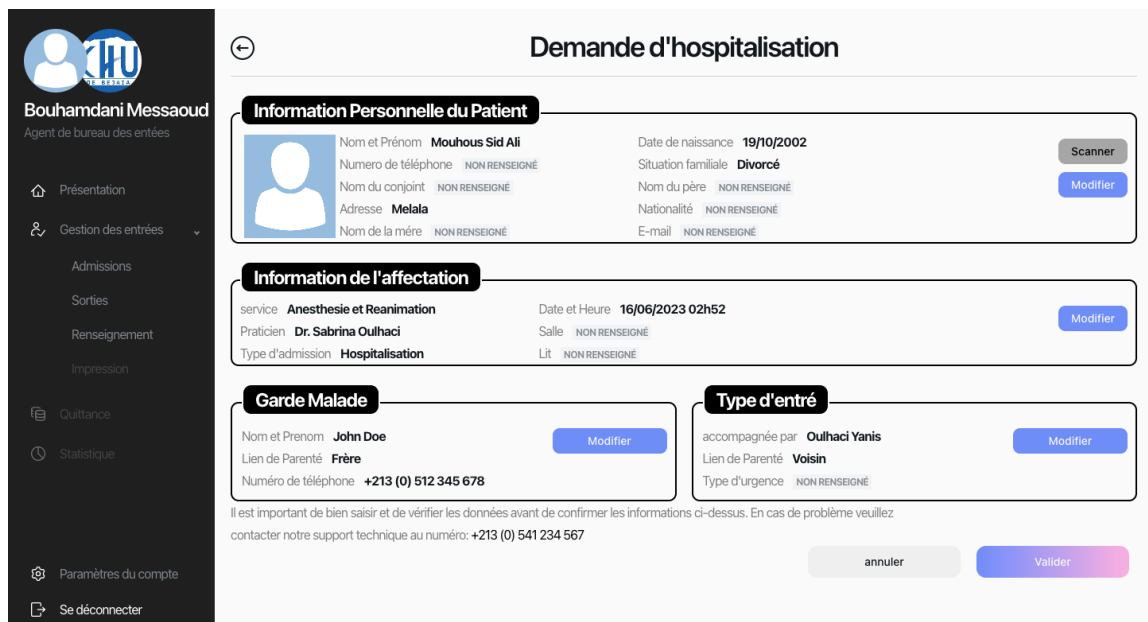 CHU
DE BEJAIA
Bouhamdani Messaoud
Agent de bureau des entées
Présentation
Gestion des entrées
Admissions
Sorties
Renseignement
Impression
Quittance
Statistique
Paramètres du compte
Se déconnecter
Demande d'hospitalisation
Information Personnelle du Patient
Nom et Prénom Mouhous Sid Ali
Numero de téléphone NON RENSEIGNÉ
Nom du conjoint NON RENSEIGNÉ
Adresse Melala
Nom de la mére NON RENSEIGNÉ
Date de naissance 19/10/2002
Situation familiale Divorcé
Nom du père NON RENSEIGNÉ
Nationalité NON RENSEIGNÉ
E-mail NON RENSEIGNÉ
Scanner
Modifier
Information de l'affectation
service Anesthesie et Reanimation
Praticien Dr. Sabrina Oulhaci
Type d'admission Hospitalisation
Date et Heure 16/06/2023 02h52
Salle NON RENSEIGNÉ
Lit NON RENSEIGNÉ
Modifier
Garde Malade
Nom et Prenom John Doe
Lien de Parenté Frère
Numéro de téléphone +213 (0) 512 345 678
Modifier
Type d'entré
accompagnée par Oulhaci Yanis
Lien de Parenté Voisin
Type d'urgence NON RENSEIGNÉ
Modifier
Il est important de bien saisir et de vérifier les données avant de confirmer les informations ci-dessus. En cas de problème veuillez
contacter notre support technique au numéro: +213 (0) 541 234 567
annuler
Valider